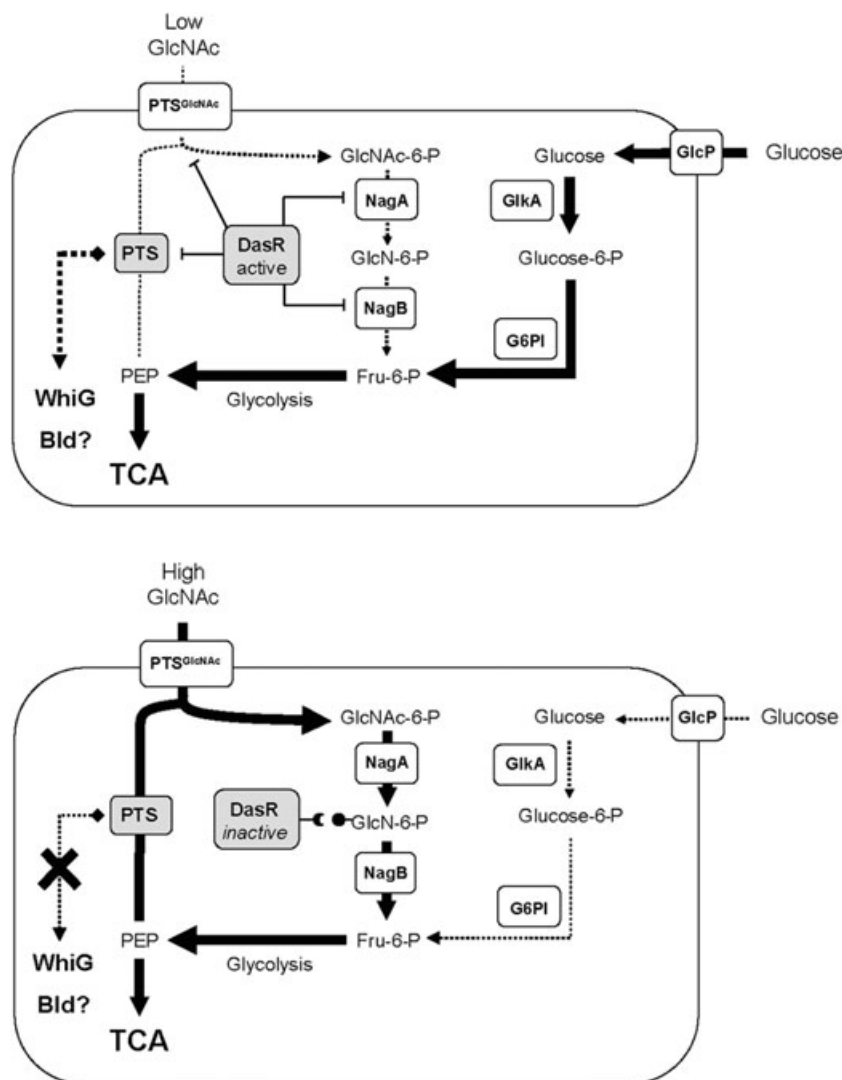 Low
GlcNAc
PTSGlcNAc
GlcNAc-6-P
Glucose
GlcP
Glucose
NagA
GlkA
PTS
DasR
active
GlcN-6-P
Glucose-6-P
NagB
G6PI
PEP
Glycolysis
Fru-6-P
WhiG
Bld?
TCA
High
GlcNAc
PTSGlcNAc
GlcNAc-6-P
Glucose
GlcP
Glucose
NagA
GlkA
PTS
DasR
inactive
GlcN-6-P
Glucose-6-P
NagB
G6PI
PEP
Glycolysis
Fru-6-P
WhiG
Bld?
TCA